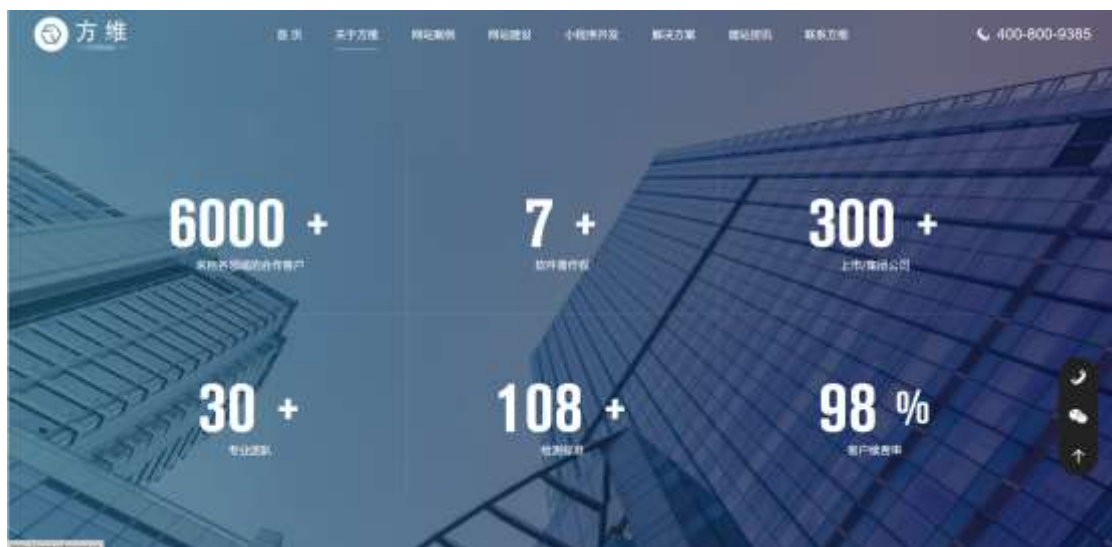 方维
首页 关于方维 网站案例 网站建设 小程序开发 解决方案 建站资讯 联系方维
400-800-9385
6000 + 7 + 300 +
来自各领域的合作客户 软件著作权 上市/集团公司
30 + 108 + 98 %
专业团队 检测标准 客户续费率